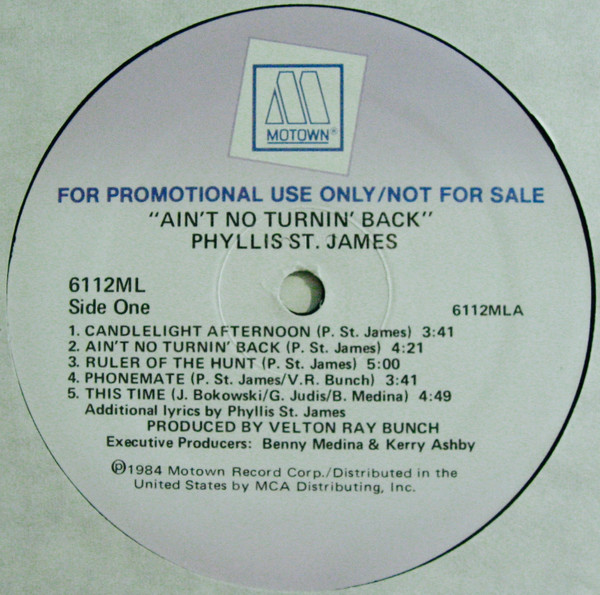 MOTOWN®
FOR PROMOTIONAL USE ONLY/NOT FOR SALE
"AIN'T NO TURNIN' BACK"
PHYLLIS ST. JAMES
6112ML
Side One
6112MLA
1. CANDLELIGHT AFTERNOON (P. St. James) 3:41
2. AIN'T NO TURNIN' BACK (P. St. James) 4:21
3. RULER OF THE HUNT (P. St. James) 5:00
4. PHONEMATE (P. St. James/V.R. Bunch) 3:41
5. THIS TIME (J. Bokowski/G. Judis/B. Medina) 4:49
Additional lyrics by Phyllis St. James
PRODUCED BY VELTON RAY BUNCH
Executive Producers: Benny Medina & Kerry Ashby
℗1984 Motown Record Corp./Distributed in the
United States by MCA Distributing, Inc.